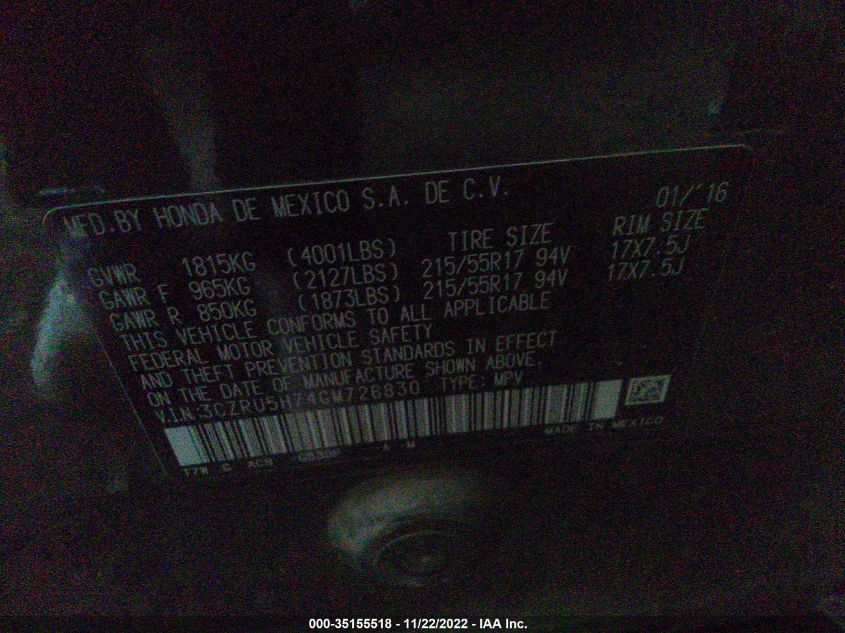 MFD.BY HONDA DE MEXICO S.A. DE C.V. 01/'16
TIRE SIZE RIM SIZE
GVWR 1815KG (4001LBS)
GAWR F 965KG (2127LBS) 215/55R17 94V 17X7.5J
GAWR R 850KG (1873LBS) 215/55R17 94V 17X7.5J
THIS VEHICLE CONFORMS TO ALL APPLICABLE
FEDERAL MOTOR VEHICLE SAFETY
AND THEFT PREVENTION STANDARDS IN EFFECT
ON THE DATE OF MANUFACTURE SHOWN ABOVE.
V.I.N:3CZRU5H74GM726830 TYPE: MPV
MADE IN MEXICO
000-35155518 - 11/22/2022 - IAA Inc.